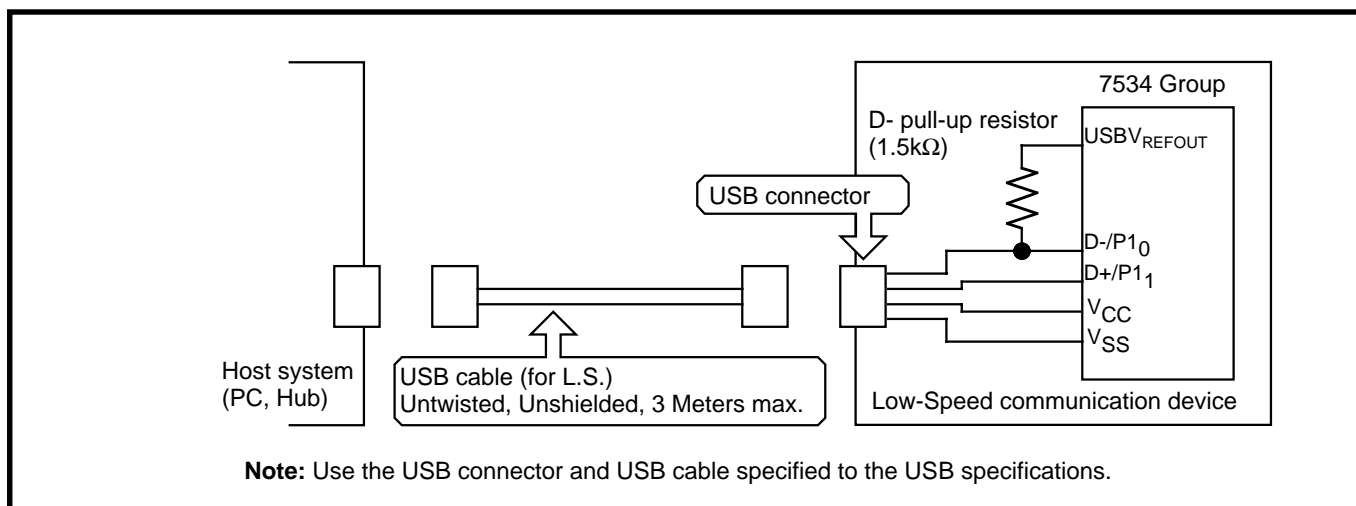 7534 Group
D- pull-up resistor
(1.5kΩ)
USBVREFOUT
USB connector
D-/P10
D+/P11
VCC
VSS
Host system
(PC, Hub)
USB cable (for L.S.)
Untwisted, Unshielded, 3 Meters max.
Low-Speed communication device
Note: Use the USB connector and USB cable specified to the USB specifications.